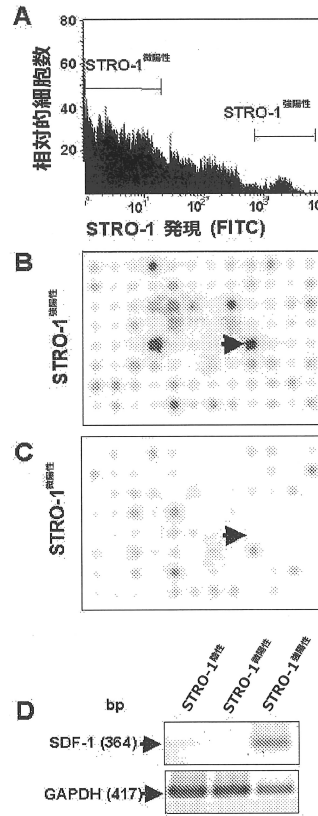 A
80
60
40
20
相対的細胞数
STRO-1微陽性
STRO-1強陽性
10¹
10²
STRO-1 発現 (FITC)
B
STRO-1強陽性
C
STRO-1微陽性
D
bp
STRO-1陰性
STRO-1微陽性
STRO-1強陽性
SDF-1 (364)
GAPDH (417)